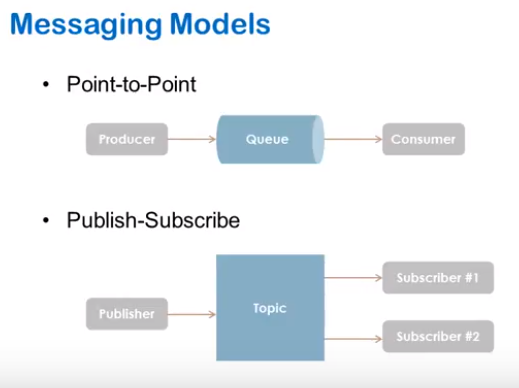 Messaging Models
• Point-to-Point
Producer
Queue
Consumer
• Publish-Subscribe
Publisher
Topic
Subscriber #1
Subscriber #2